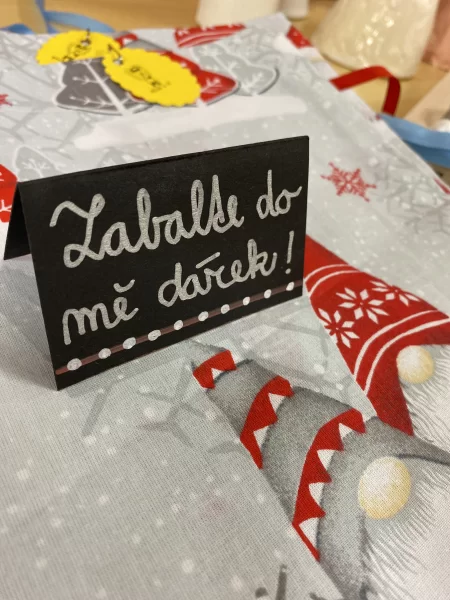 Zabalte do
mě dárek!